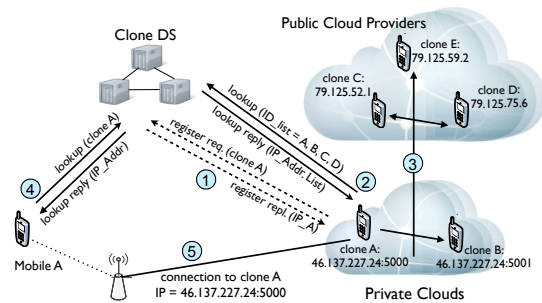 Public Cloud Providers
Clone DS
clone E:
79.125.59.2
clone C:
79.125.52.1
clone D:
79.125.75.6
lookup (ID_list = A, B, C, D)
lookup reply (IP_Addr List)
register req. (clone A)
register repl. (IP_A)
lookup (clone A)
lookup reply (IP_Addr)
4
1
2
3
5
Mobile A
connection to clone A
IP = 46.137.227.24:5000
clone A:
46.137.227.24:5000
clone B:
46.137.227.24:5001
Private Clouds